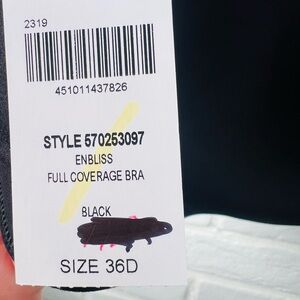 2319
451011437826
STYLE 570253097
ENBLISS
FULL COVERAGE BRA
BLACK
SIZE 36D